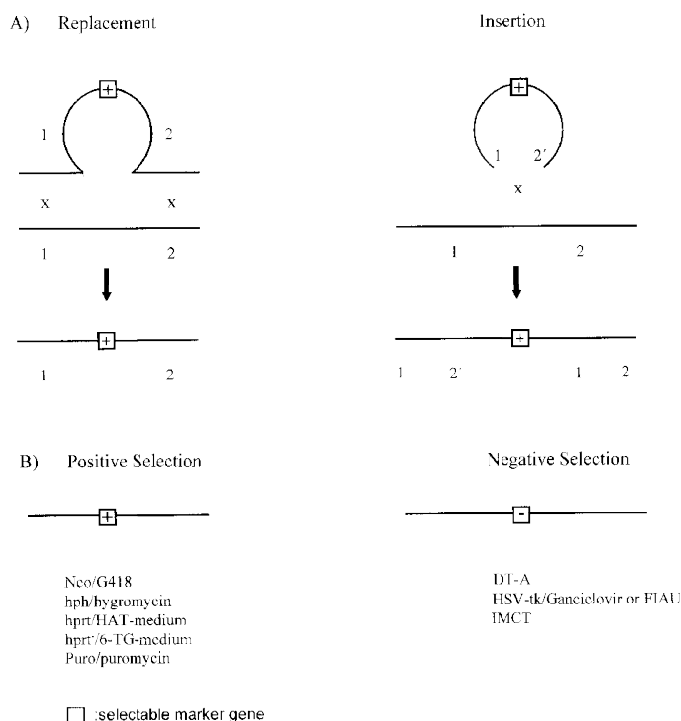 A) Replacement Insertion
+ +
1 2 1 2'
x x x
1 2 1 2
+ +
1 2 1 2' 1 2
B) Positive Selection Negative Selection
+ -
Neo/G418 DT-A
hph/hygromycin HSV-tk/Ganciclovir or FIAU
hprt/HAT-medium IMCT
hprt-/6-TG-medium
Puro/puromycin
:selectable marker gene